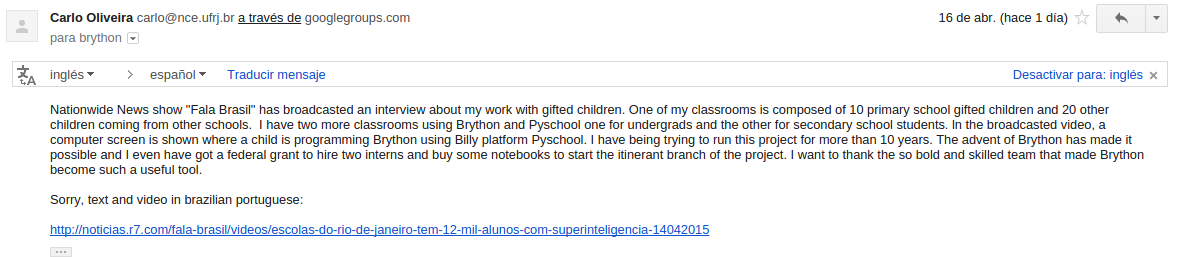 Carlo Oliveira carlo@nce.ufrj.br a través de googlegroups.com 16 de abr. (hace 1 día)
para brython
inglés español Traducir mensaje Desactivar para: inglés
Nationwide News show "Fala Brasil" has broadcasted an interview about my work with gifted children. One of my classrooms is composed of 10 primary school gifted children and 20 other
children coming from other schools.  I have two more classrooms using Brython and Pyschool one for undergrads and the other for secondary school students. In the broadcasted video, a
computer screen is shown where a child is programming Brython using Billy platform Pyschool. I have being trying to run this project for more than 10 years. The advent of Brython has made it
possible and I even have got a federal grant to hire two interns and buy some notebooks to start the itinerant branch of the project. I want to thank the so bold and skilled team that made Brython
become such a useful tool.
Sorry, text and video in brazilian portuguese:
http://noticias.r7.com/fala-brasil/videos/escolas-do-rio-de-janeiro-tem-12-mil-alunos-com-superinteligencia-14042015